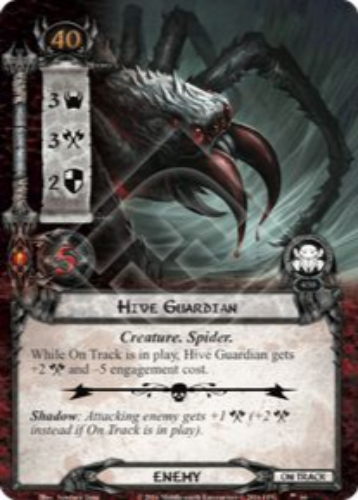 40
3
3
2
5
HIVE GUARDIAN
Creature. Spider.
While On Track is in play, Hive Guardian gets
+2 and –5 engagement cost.
Shadow: Attacking enemy gets +1 (+2
instead if On Track is in play).
ENEMY
ON TRACK